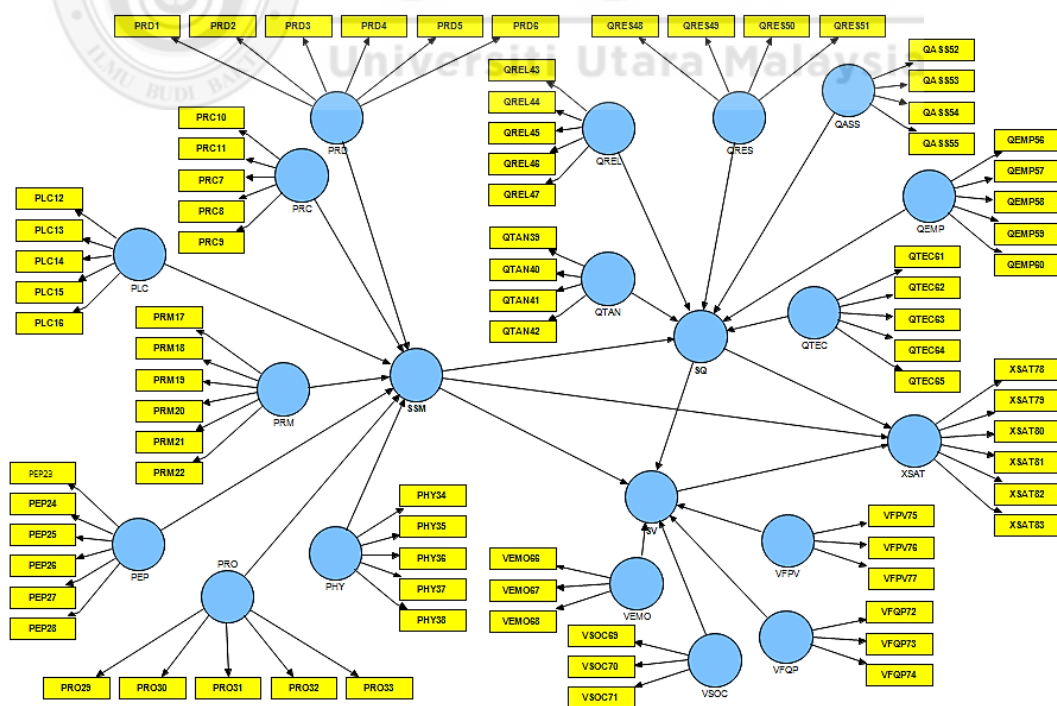 PRD1 PRD2 PRD3 PRD4 PRD5 PRD6 QRES48 QRES49 QRES50 QRES51
Universiti Utara Malaysia
ILMU BUDI
PRD
PRC10
PRC11
PRC7
PRC8
PRC9
PRC
PLC12
PLC13
PLC14
PLC15
PLC16
PLC
PRM17
PRM18
PRM19
PRM20
PRM21
PRM22
PRM
SSM
PEP23
PEP24
PEP25
PEP26
PEP27
PEP28
PEP
PRO
PRO29 PRO30 PRO31 PRO32 PRO33
PHY34
PHY35
PHY36
PHY37
PHY38
PHY
QREL43
QREL44
QREL45
QREL46
QREL47
QREL
QRES
QASS52
QASS53
QASS54
QASS55
QASS
QEMP56
QEMP57
QEMP58
QEMP59
QEMP60
QEMP
QTAN39
QTAN40
QTAN41
QTAN42
QTAN
QTEC61
QTEC62
QTEC63
QTEC64
QTEC65
QTEC
SQ
XSAT78
XSAT79
XSAT80
XSAT81
XSAT82
XSAT83
XSAT
SV
VEMO66
VEMO67
VEMO68
VEMO
VSOC69
VSOC70
VSOC71
VSOC
VFPV75
VFPV76
VFPV77
VFPV
VFQP72
VFQP73
VFQP74
VFQP